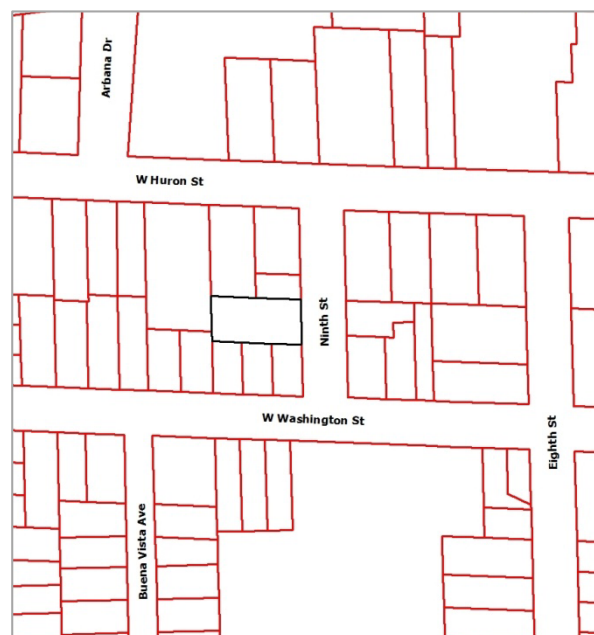 Arbana Dr
W Huron St
Ninth St
W Washington St
Eighth St
Buena Vista Ave